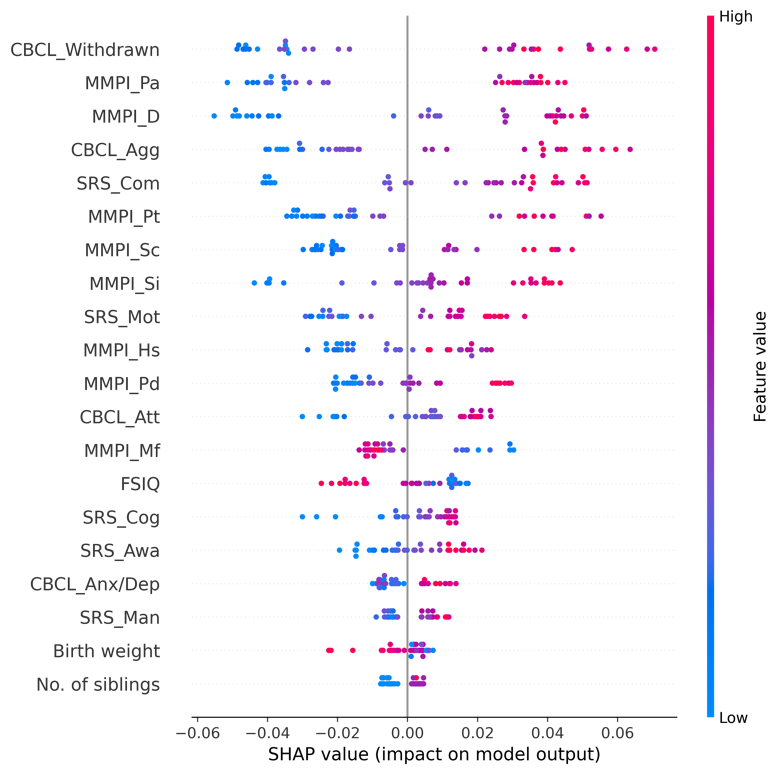 High
CBCL_Withdrawn
MMPI_Pa
MMPI_D
CBCL_Agg
SRS_Com
MMPI_Pt
MMPI_Sc
MMPI_Si
SRS_Mot
MMPI_Hs
MMPI_Pd
CBCL_Att
MMPI_Mf
FSIQ
SRS_Cog
SRS_Awa
CBCL_Anx/Dep
SRS_Man
Birth weight
No. of siblings
Feature value
Low
−0.06 −0.04 −0.02 0.00 0.02 0.04 0.06
SHAP value (impact on model output)